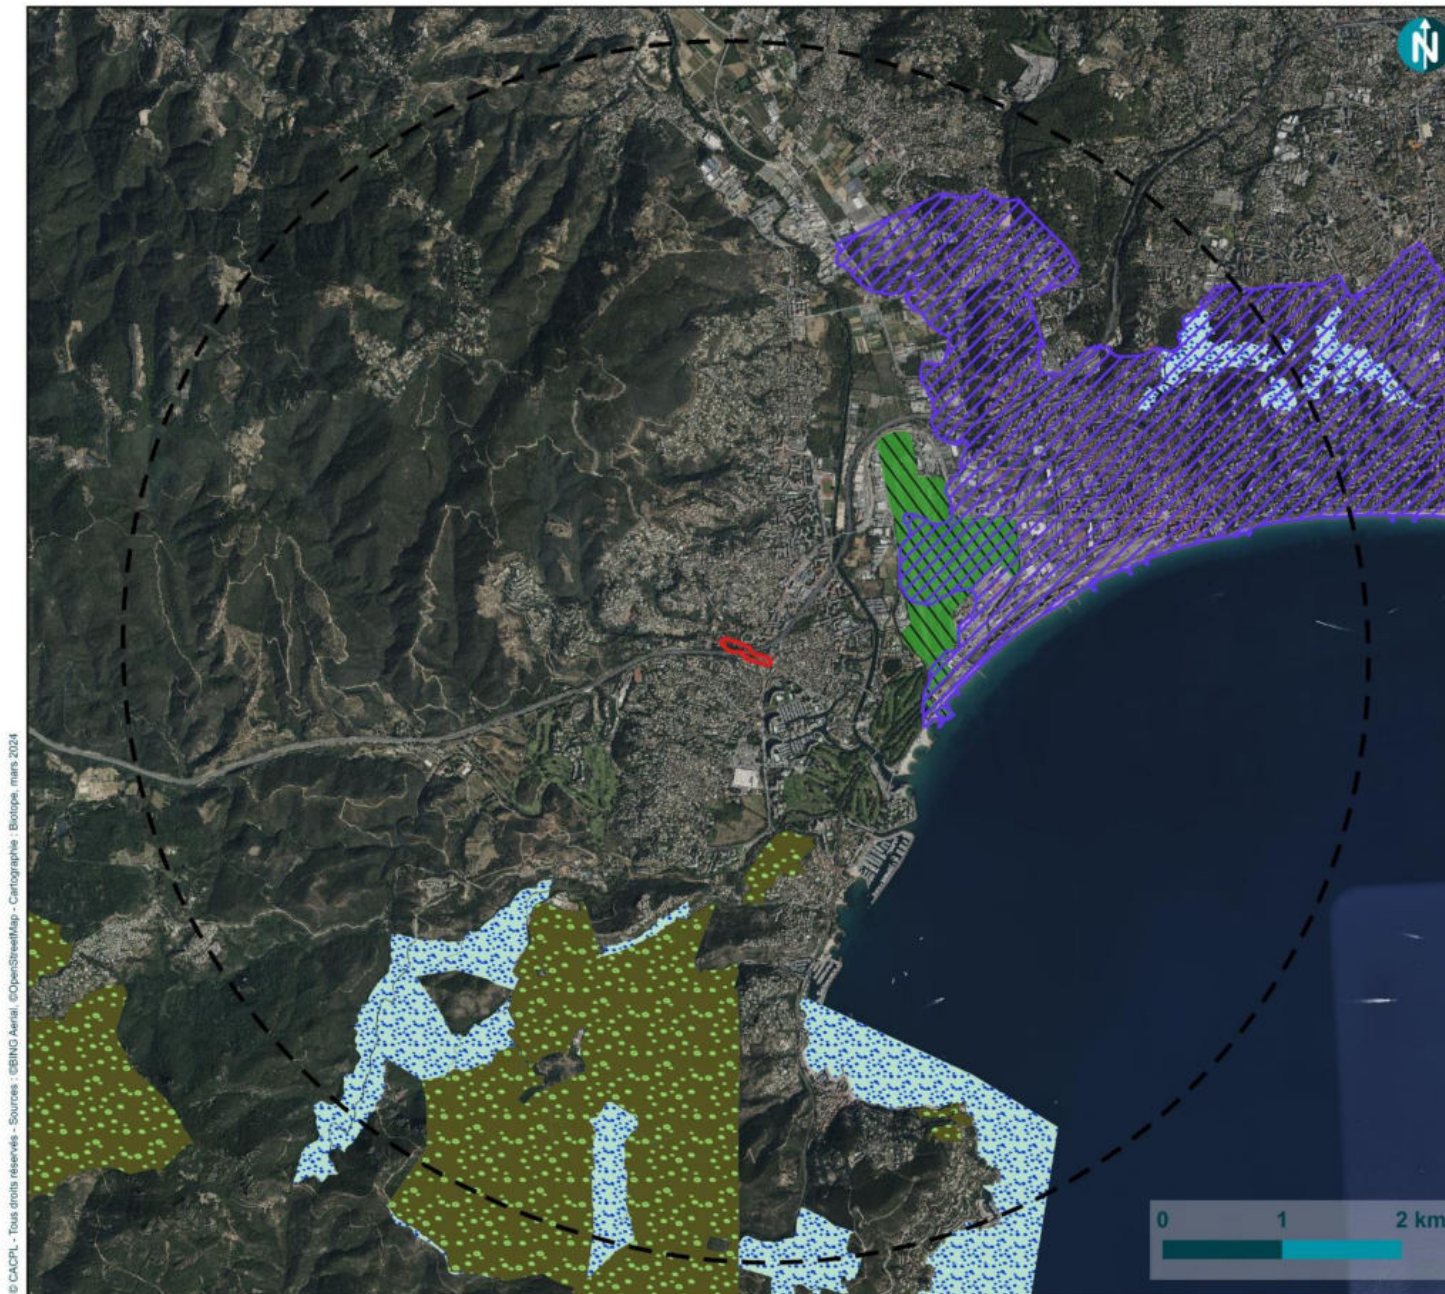 N
© CACPL - Tous droits réservés - Sources : ©BING Aerial, ©OpenStreetMap - Cartographie : Biotope, mars 2024
0 1 2 km